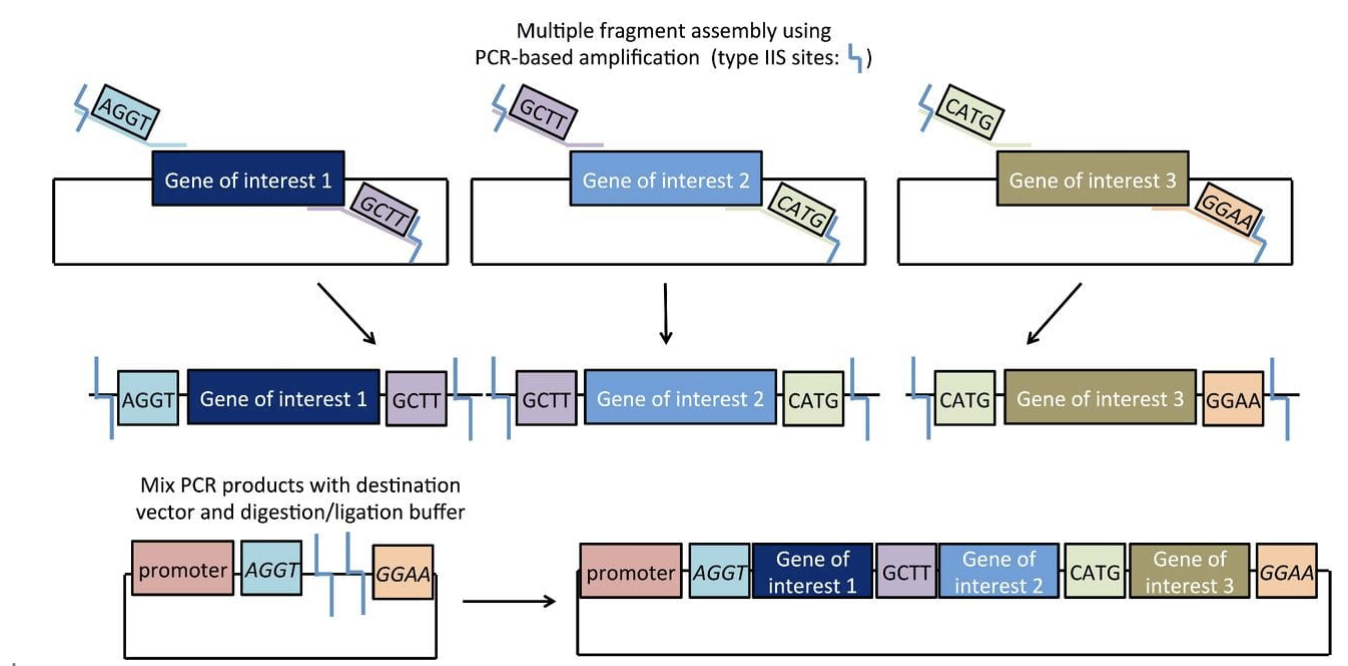 Multiple fragment assembly using
PCR-based amplification (type IIS sites: )
AGGT
Gene of interest 1
GCTT
GCTT
Gene of interest 2
CATG
CATG
Gene of interest 3
GGAA
AGGT
Gene of interest 1
GCTT
GCTT
Gene of interest 2
CATG
CATG
Gene of interest 3
GGAA
Mix PCR products with destination
vector and digestion/ligation buffer
promoter
AGGT
GGAA
promoter
AGGT
Gene of
interest 1
GCTT
Gene of
interest 2
CATG
Gene of
interest 3
GGAA